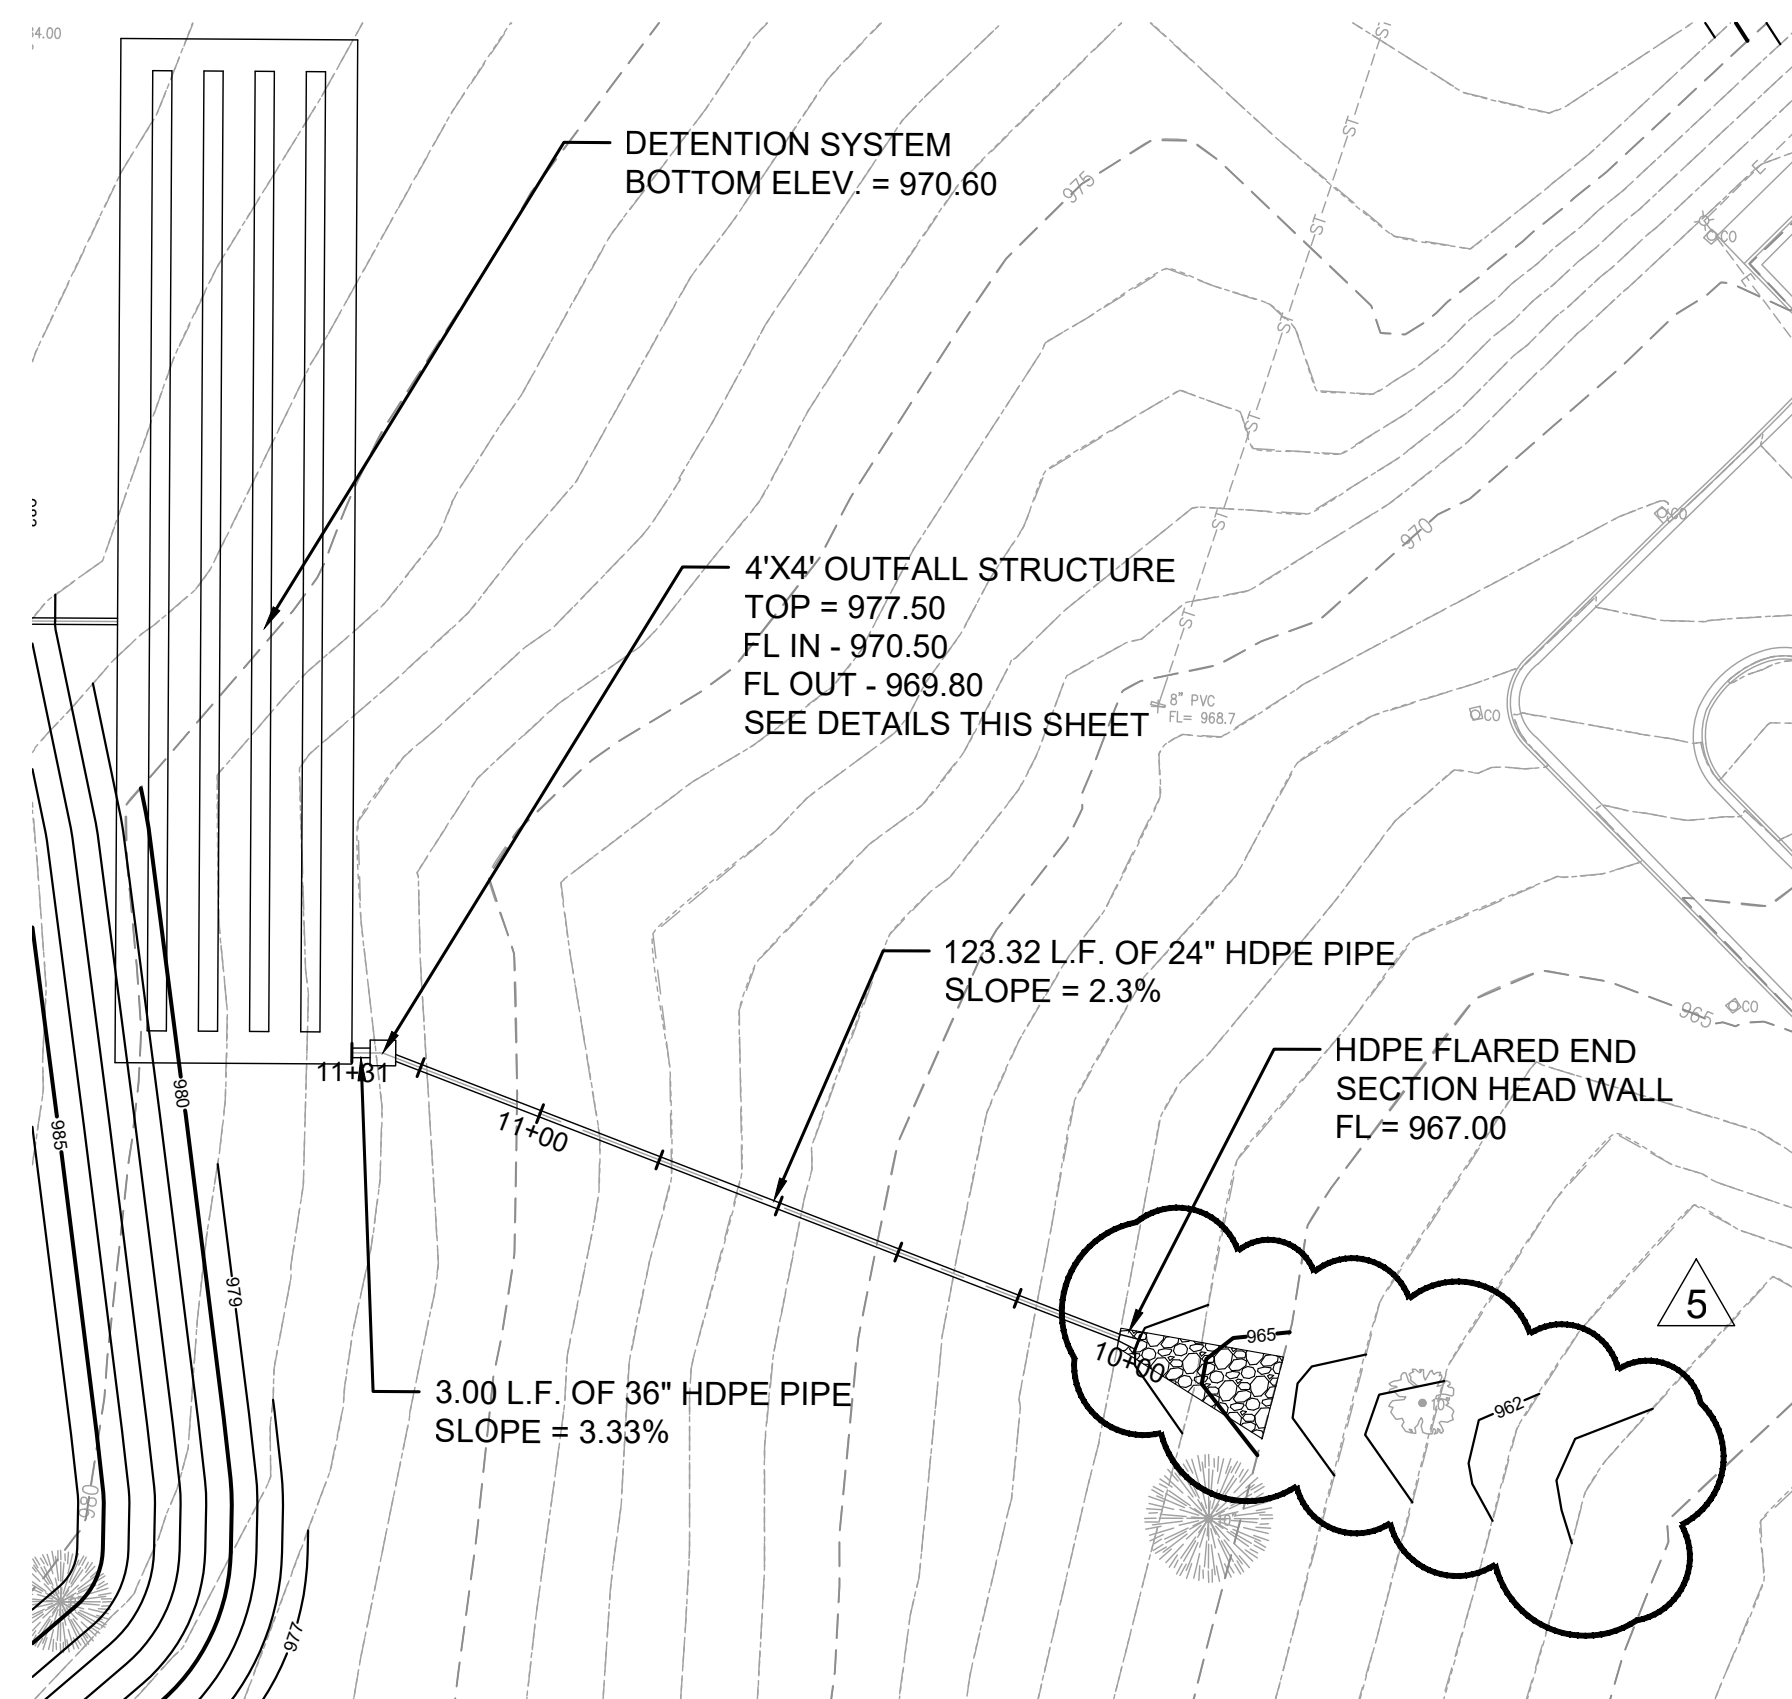 DETENTION SYSTEM
BOTTOM ELEV. = 970.60
975
ST
ST
ST
ST
ST
ST
ST
E
E
CO
970
CO
4'X4' OUTFALL STRUCTURE
TOP = 977.50
FL IN - 970.50
FL OUT - 969.80
SEE DETAILS THIS SHEET
8" PVC
FL= 968.7
CO
123.32 L.F. OF 24" HDPE PIPE
SLOPE = 2.3%
965
CO
HDPE FLARED END
SECTION HEAD WALL
FL = 967.00
11+31
11+00
980
985
979
5
965
10+00
962
10"
3.00 L.F. OF 36" HDPE PIPE
SLOPE = 3.33%
980
10"
977